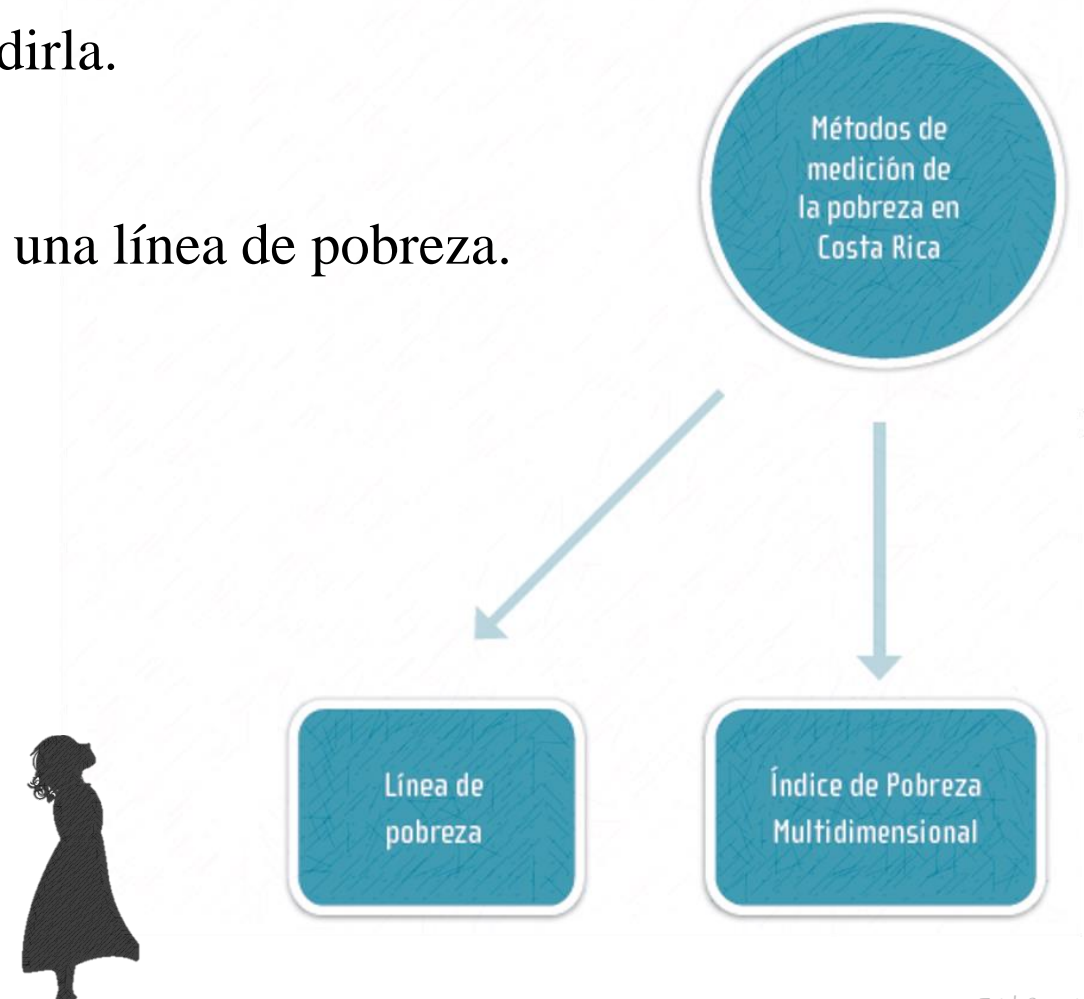 dirla.
una línea de pobreza.
Métodos de
medición de
la pobreza en
Costa Rica
Línea de
pobreza
Índice de Pobreza
Multidimensional